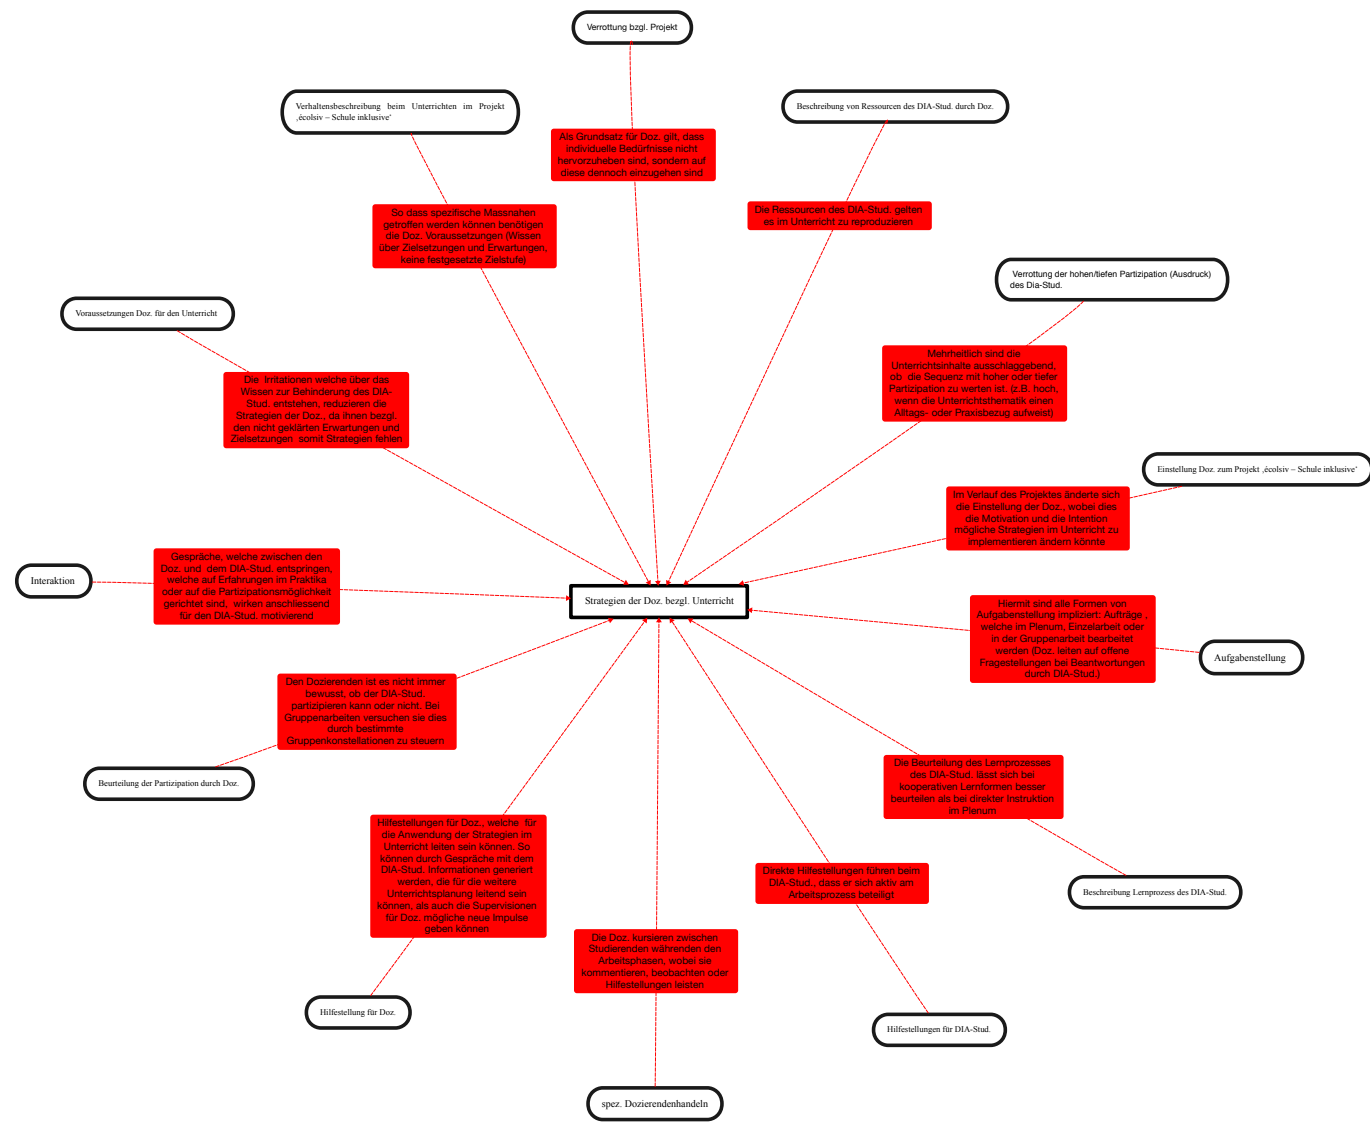 Verrottung bzgl. Projekt
Verhaltensbeschreibung beim Unterrichten im Projekt
‚écolsiv – Schule inklusive‘
Beschreibung von Ressourcen des DIA-Stud. durch Doz.
Als Grundsatz für Doz. gilt, dass
individuelle Bedürfnisse nicht
hervorzuheben sind, sondern auf
diese dennoch einzugehen sind
So dass spezifische Massnahen
getroffen werden können benötigen
die Doz. Voraussetzungen (Wissen
über Zielsetzungen und Erwartungen,
keine festgesetzte Zielstufe)
Die Ressourcen des DIA-Stud. gelten
es im Unterricht zu reproduzieren
Verrottung der hohen/tiefen Partizipation (Ausdruck)
des Dia-Stud.
Voraussetzungen Doz. für den Unterricht
Mehrheitlich sind die
Unterrichtsinhalte ausschlaggebend,
ob die Sequenz mit hoher oder tiefer
Partizipation zu werten ist. (z.B. hoch,
wenn die Unterrichtsthematik einen
Alltags- oder Praxisbezug aufweist)
Die Irritationen welche über das
Wissen zur Behinderung des DIA-
Stud. entstehen, reduzieren die
Strategien der Doz., da ihnen bezgl.
den nicht geklärten Erwartungen und
Zielsetzungen somit Strategien fehlen
Einstellung Doz. zum Projekt ‚écolsiv – Schule inklusive‘
Im Verlauf des Projektes änderte sich
die Einstellung der Doz., wobei dies
die Motivation und die Intention
mögliche Strategien im Unterricht zu
implementieren ändern könnte
Interaktion
Gespräche, welche zwischen den
Doz. und dem DIA-Stud. entspringen,
welche auf Erfahrungen im Praktika
oder auf die Partizipationsmöglichkeit
gerichtet sind, wirken anschliessend
für den DIA-Stud. motivierend
Strategien der Doz. bezgl. Unterricht
Hiermit sind alle Formen von
Aufgabenstellung impliziert: Aufträge ,
welche im Plenum, Einzelarbeit oder
in der Gruppenarbeit bearbeitet
werden (Doz. leiten auf offene
Fragestellungen bei Beantwortungen
durch DIA-Stud.)
Aufgabenstellung
Den Dozierenden ist es nicht immer
bewusst, ob der DIA-Stud.
partizipieren kann oder nicht. Bei
Gruppenarbeiten versuchen sie dies
durch bestimmte
Gruppenkonstellationen zu steuern
Beurteilung der Partizipation durch Doz.
Die Beurteilung des Lernprozesses
des DIA-Stud. lässt sich bei
kooperativen Lernformen besser
beurteilen als bei direkter Instruktion
im Plenum
Hilfestellungen für Doz., welche für
die Anwendung der Strategien im
Unterricht leiten sein können. So
können durch Gespräche mit dem
DIA-Stud. Informationen generiert
werden, die für die weitere
Unterrichtsplanung leitend sein
können, als auch die Supervisionen
für Doz. mögliche neue Impulse
geben können
Direkte Hilfestellungen führen beim
DIA-Stud., dass er sich aktiv am
Arbeitsprozess beteiligt
Beschreibung Lernprozess des DIA-Stud.
Die Doz. kursieren zwischen
Studierenden währenden den
Arbeitsphasen, wobei sie
kommentieren, beobachten oder
Hilfestellungen leisten
Hilfestellung für Doz.
Hilfestellungen für DIA-Stud.
spez. Dozierendenhandeln